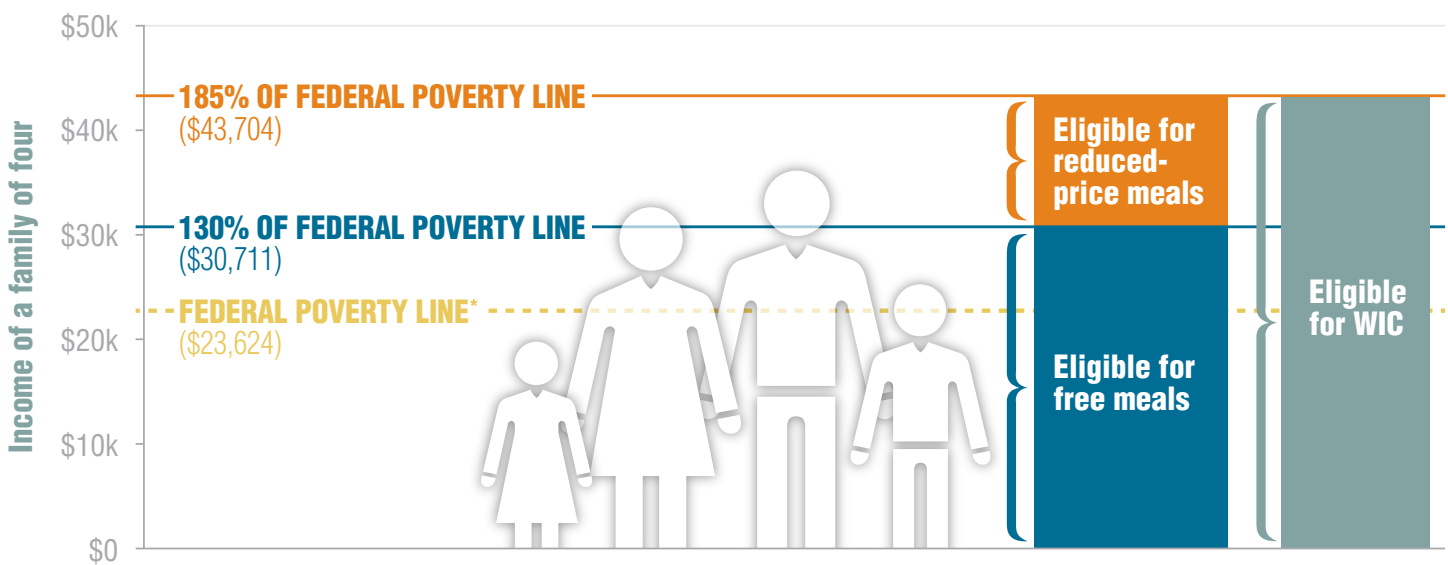 Income of a family of four
$50k
$40k
$30k
$20k
$10k
$0
185% OF FEDERAL POVERTY LINE
($43,704)
130% OF FEDERAL POVERTY LINE
($30,711)
FEDERAL POVERTY LINE*
($23,624)
Eligible for
reduced-
price meals
Eligible for
free meals
Eligible
for WIC